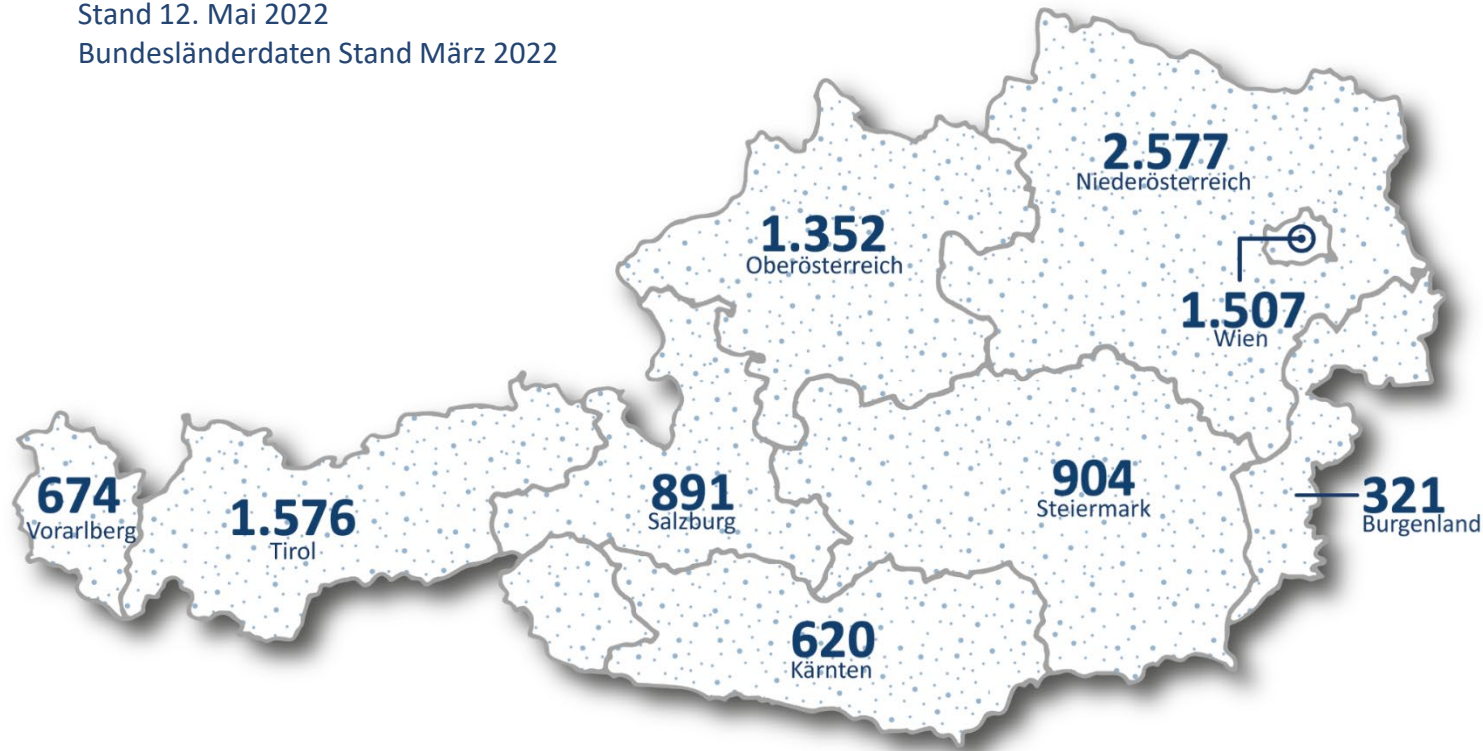 Stand 12. Mai 2022
Bundesländerdaten Stand März 2022
2.577
Niederösterreich
1.352
Oberösterreich
1.507
Wien
674
Vorarlberg
1.576
Tirol
891
Salzburg
904
Steiermark
321
Burgenland
620
Kärnten